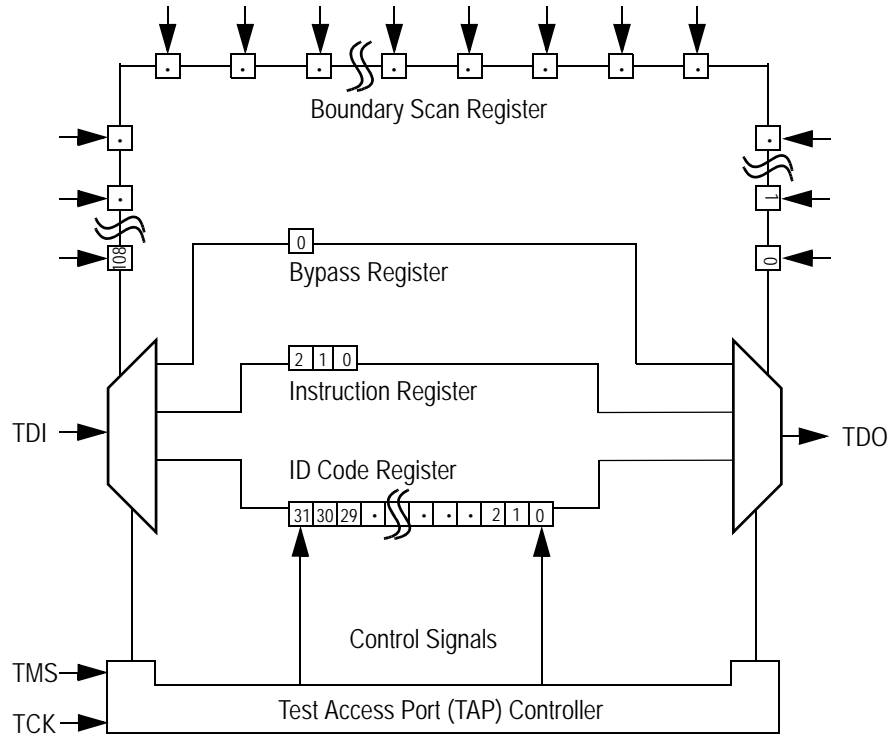 · · · · · · · ·
Boundary Scan Register
· ·
· 1
108 0
0
Bypass Register
2 1 0
Instruction Register
TDI
TDO
ID Code Register
31 30 29 · · · · 2 1 0
Control Signals
TMS
Test Access Port (TAP) Controller
TCK